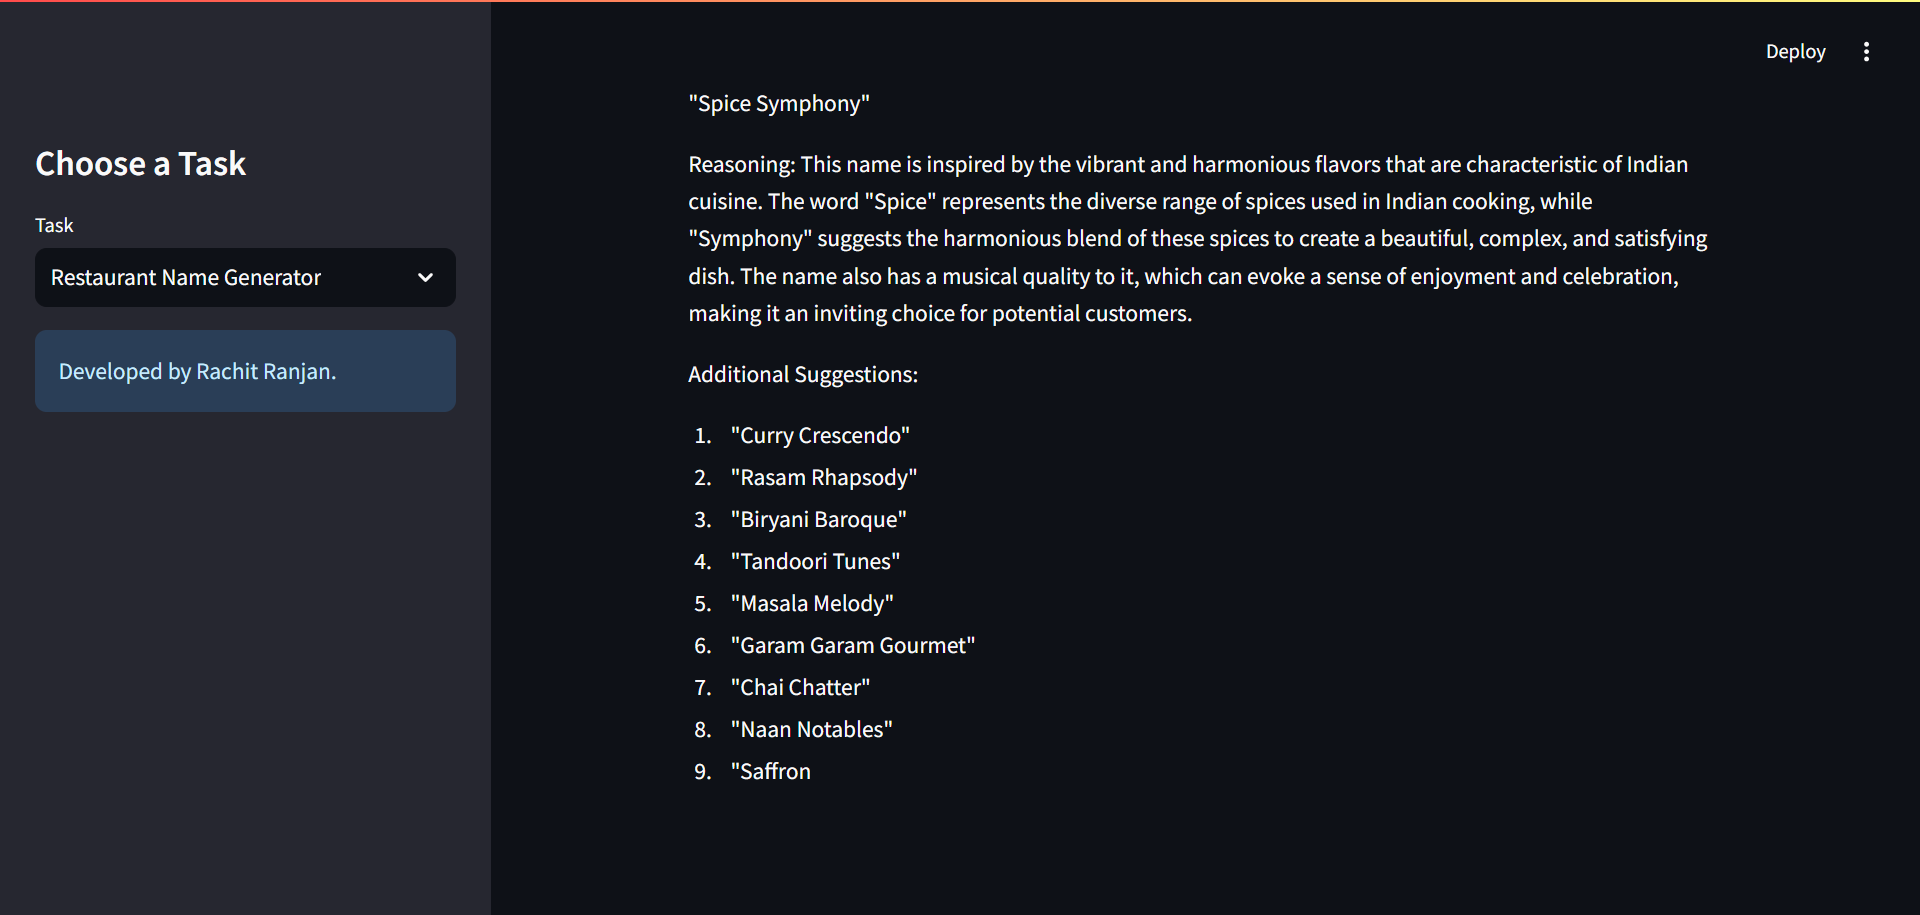 Deploy
Choose a Task
Task
Restaurant Name Generator
Developed by Rachit Ranjan.
"Spice Symphony"
Reasoning: This name is inspired by the vibrant and harmonious flavors that are characteristic of Indian
cuisine. The word "Spice" represents the diverse range of spices used in Indian cooking, while
"Symphony" suggests the harmonious blend of these spices to create a beautiful, complex, and satisfying
dish. The name also has a musical quality to it, which can evoke a sense of enjoyment and celebration,
making it an inviting choice for potential customers.
Additional Suggestions:
1. "Curry Crescendo"
2. "Rasam Rhapsody"
3. "Biryani Baroque"
4. "Tandoori Tunes"
5. "Masala Melody"
6. "Garam Garam Gourmet"
7. "Chai Chatter"
8. "Naan Notables"
9. "Saffron